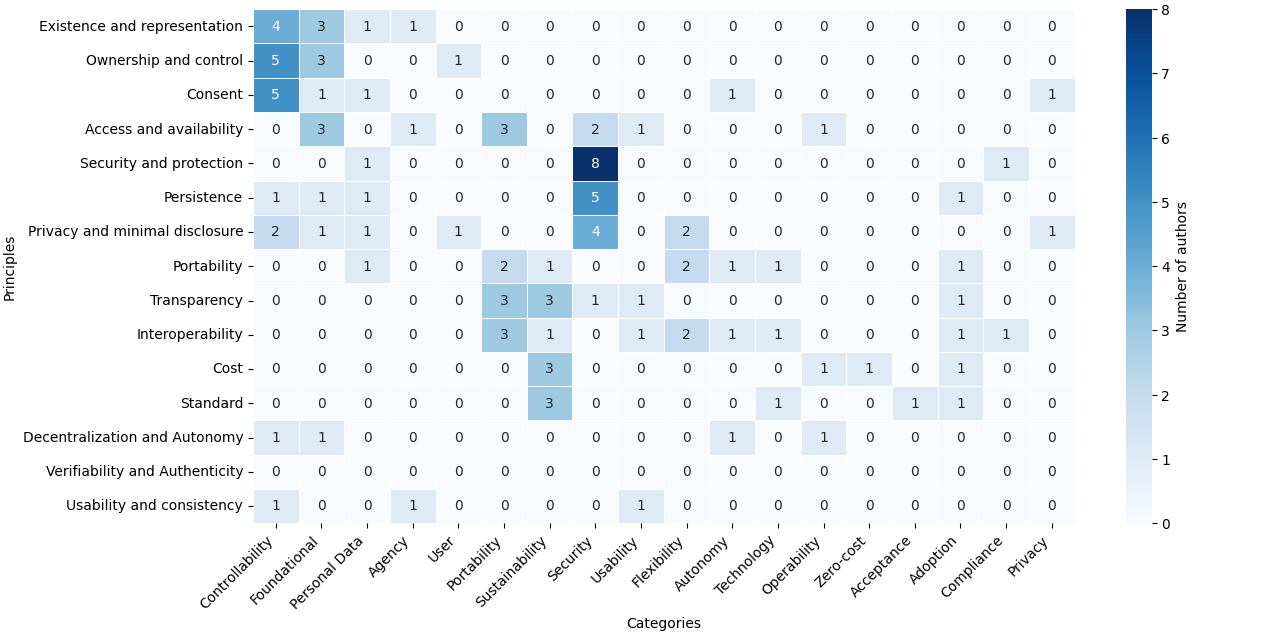 Existence and representation 4 3 1 1 0 0 0 0 0 0 0 0 0 0 0 0 0 0
Ownership and control 5 3 0 0 1 0 0 0 0 0 0 0 0 0 0 0 0 0
Consent 5 1 1 0 0 0 0 0 0 0 1 0 0 0 0 0 0 1
Access and availability 0 3 0 1 0 3 0 2 1 0 0 0 1 0 0 0 0 0
Security and protection 0 0 1 0 0 0 0 8 0 0 0 0 0 0 0 0 1 0
Persistence 1 1 1 0 0 0 0 5 0 0 0 0 0 0 0 1 0 0
Privacy and minimal disclosure 2 1 1 0 1 0 0 4 0 2 0 0 0 0 0 0 0 1
Portability 0 0 1 0 0 2 1 0 0 2 1 1 0 0 0 1 0 0
Transparency 0 0 0 0 0 3 3 1 1 0 0 0 0 0 0 1 0 0
Interoperability 0 0 0 0 0 3 1 0 1 2 1 1 0 0 0 1 1 0
Cost 0 0 0 0 0 0 3 0 0 0 0 0 1 1 0 1 0 0
Standard 0 0 0 0 0 0 3 0 0 0 0 1 0 0 1 1 0 0
Decentralization and Autonomy 1 1 0 0 0 0 0 0 0 0 1 0 1 0 0 0 0 0
Verifiability and Authenticity 0 0 0 0 0 0 0 0 0 0 0 0 0 0 0 0 0 0
Usability and consistency 1 0 0 1 0 0 0 0 1 0 0 0 0 0 0 0 0 0
Principles
Controllability
Foundational
Personal Data
Agency
User
Portability
Sustainability
Security
Usability
Flexibility
Autonomy
Technology
Operability
Zero-cost
Acceptance
Adoption
Compliance
Privacy
Categories
8
7
6
5
4
3
2
1
0
Number of authors